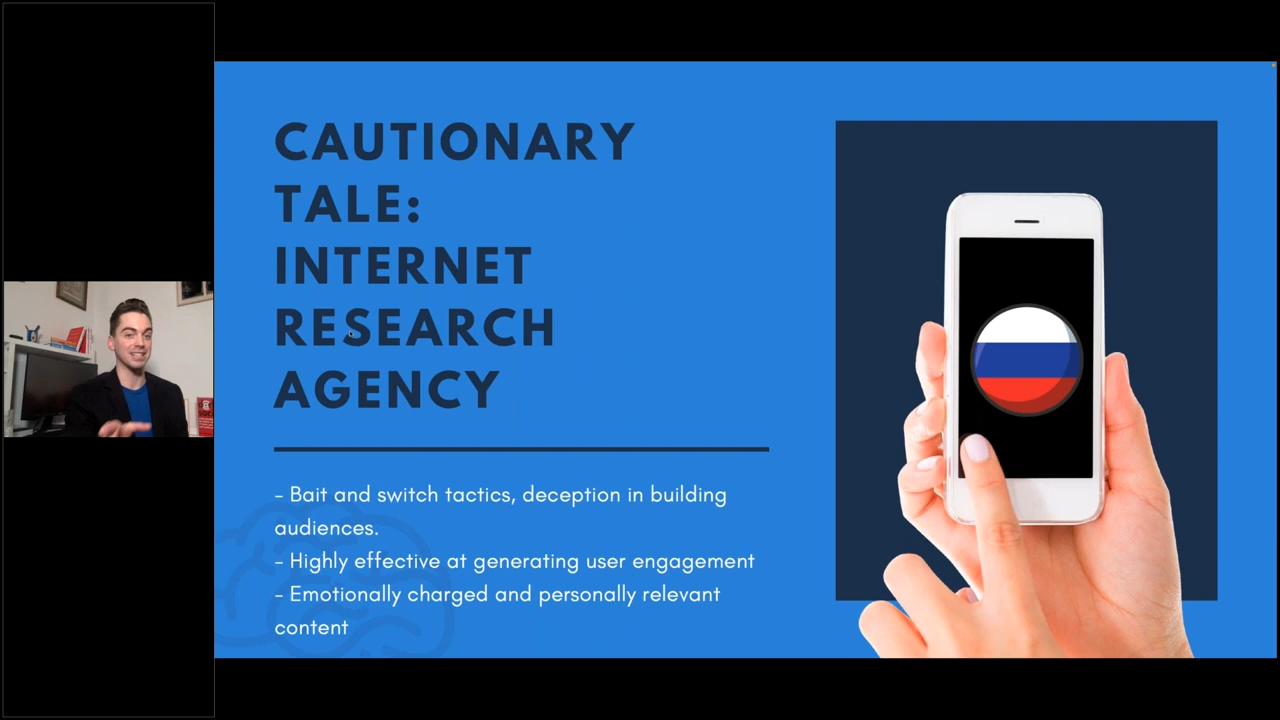 CAUTIONARY
TALE:
INTERNET
RESEARCH
AGENCY
- Bait and switch tactics, deception in building
audiences.
- Highly effective at generating user engagement
- Emotionally charged and personally relevant
content